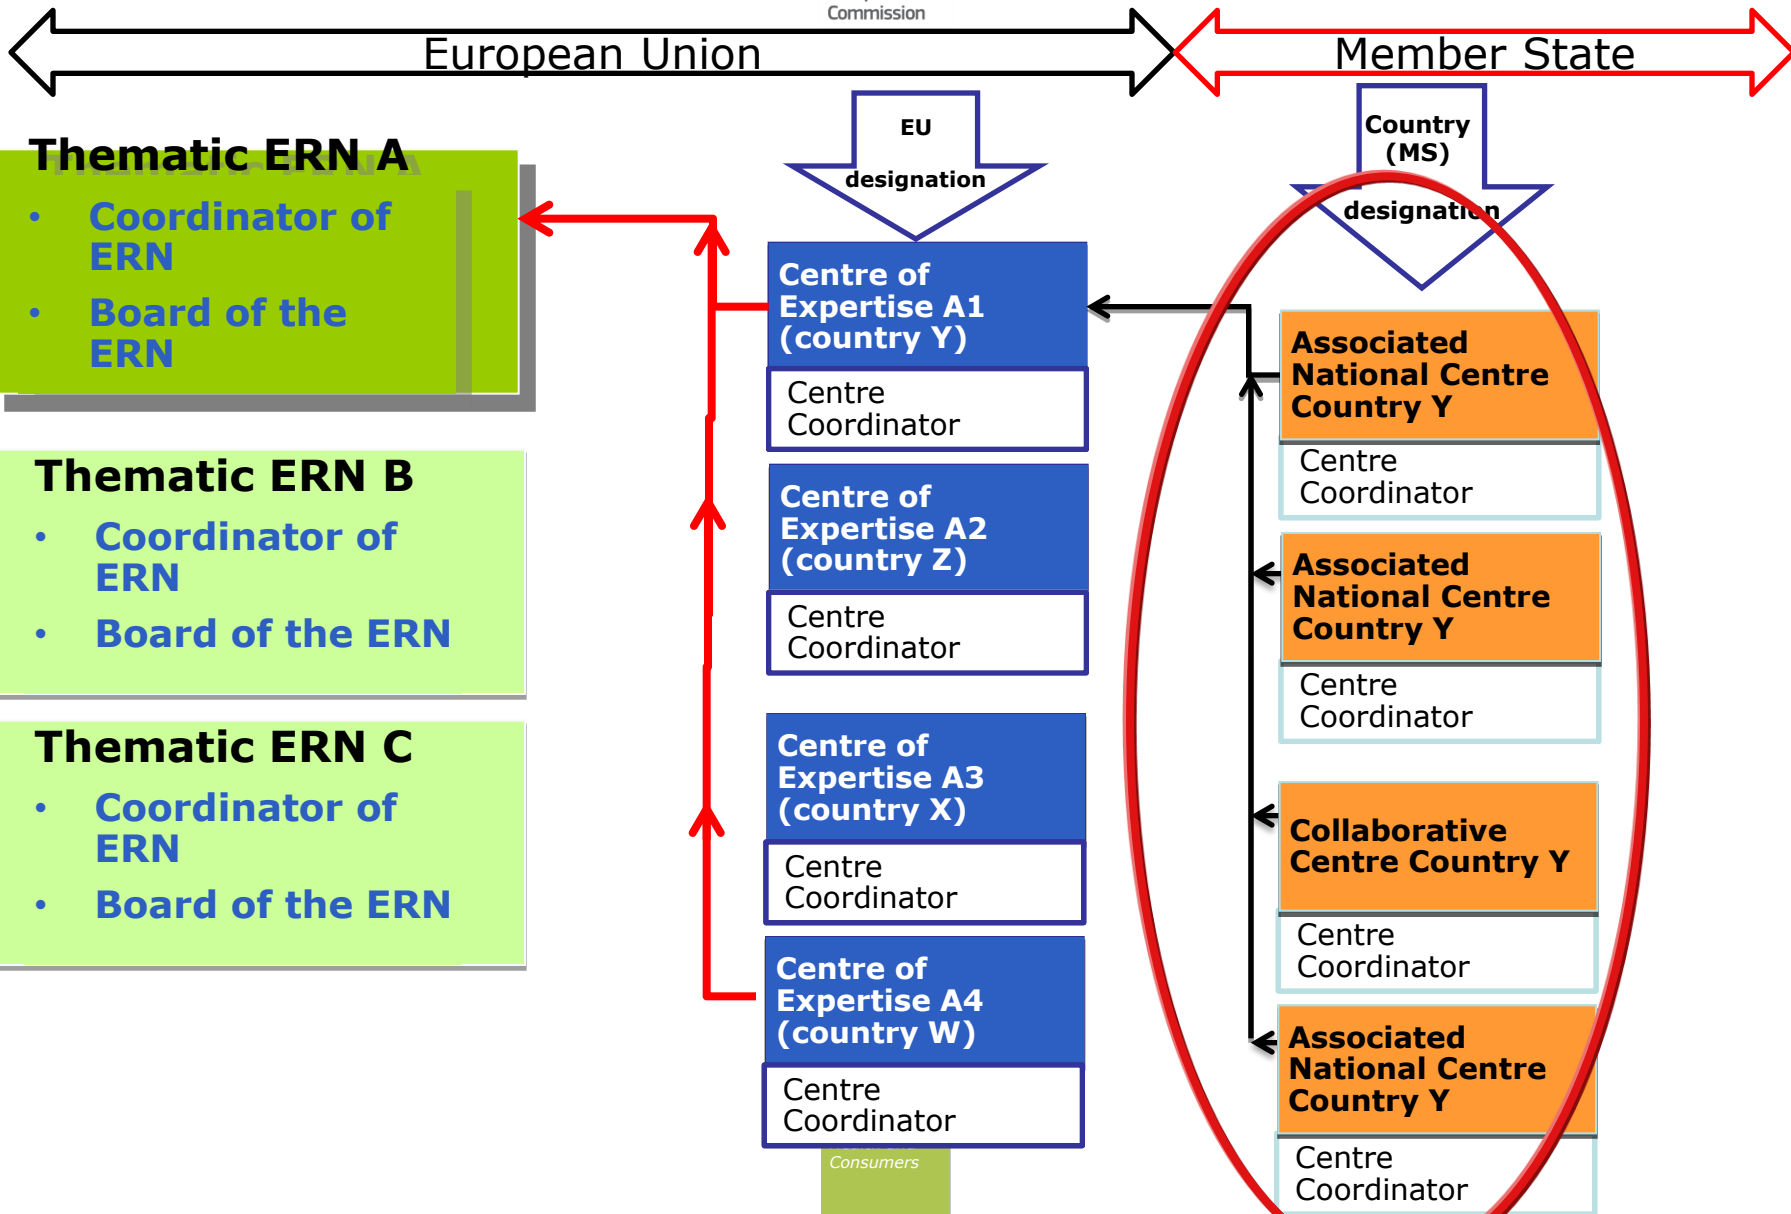 Commission
European Union
Member State
EU
designation
Country
(MS)
designation
Thematic ERN A
• Coordinator of
ERN
• Board of the
ERN
Thematic ERN B
• Coordinator of
ERN
• Board of the ERN
Thematic ERN C
• Coordinator of
ERN
• Board of the ERN
Centre of
Expertise A1
(country Y)
Centre
Coordinator
Centre of
Expertise A2
(country Z)
Centre
Coordinator
Centre of
Expertise A3
(country X)
Centre
Coordinator
Centre of
Expertise A4
(country W)
Centre
Coordinator
Consumers
Associated
National Centre
Country Y
Centre
Coordinator
Associated
National Centre
Country Y
Centre
Coordinator
Collaborative
Centre Country Y
Centre
Coordinator
Associated
National Centre
Country Y
Centre
Coordinator